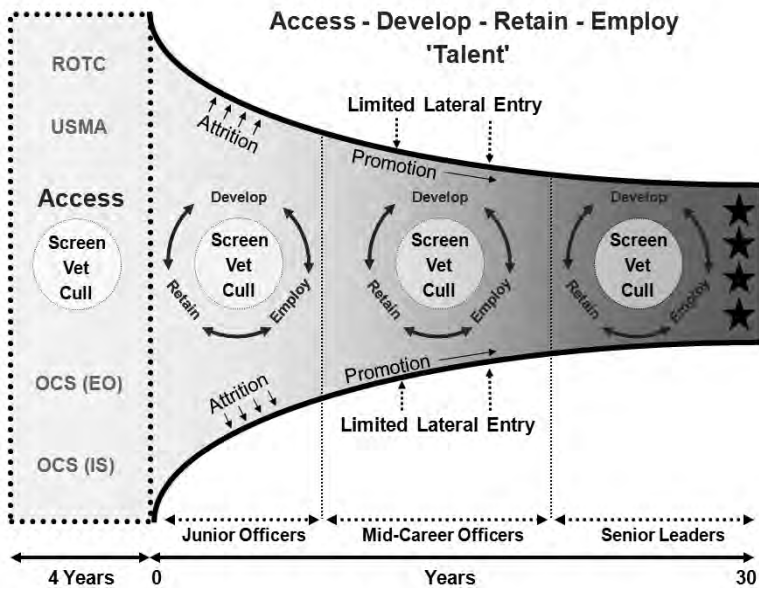 Access - Develop - Retain - Employ
'Talent'
ROTC
USMA
Access
Screen
Vet
Cull
OCS (EO)
OCS (IS)
Attrition
Limited Lateral Entry
Promotion
Develop
Screen
Vet
Cull
Retain
Employ
Develop
Screen
Vet
Cull
Retain
Employ
Develop
Screen
Vet
Cull
Retain
Employ
Attrition
Promotion
Limited Lateral Entry
Junior Officers
Mid-Career Officers
Senior Leaders
4 Years
0
Years
30